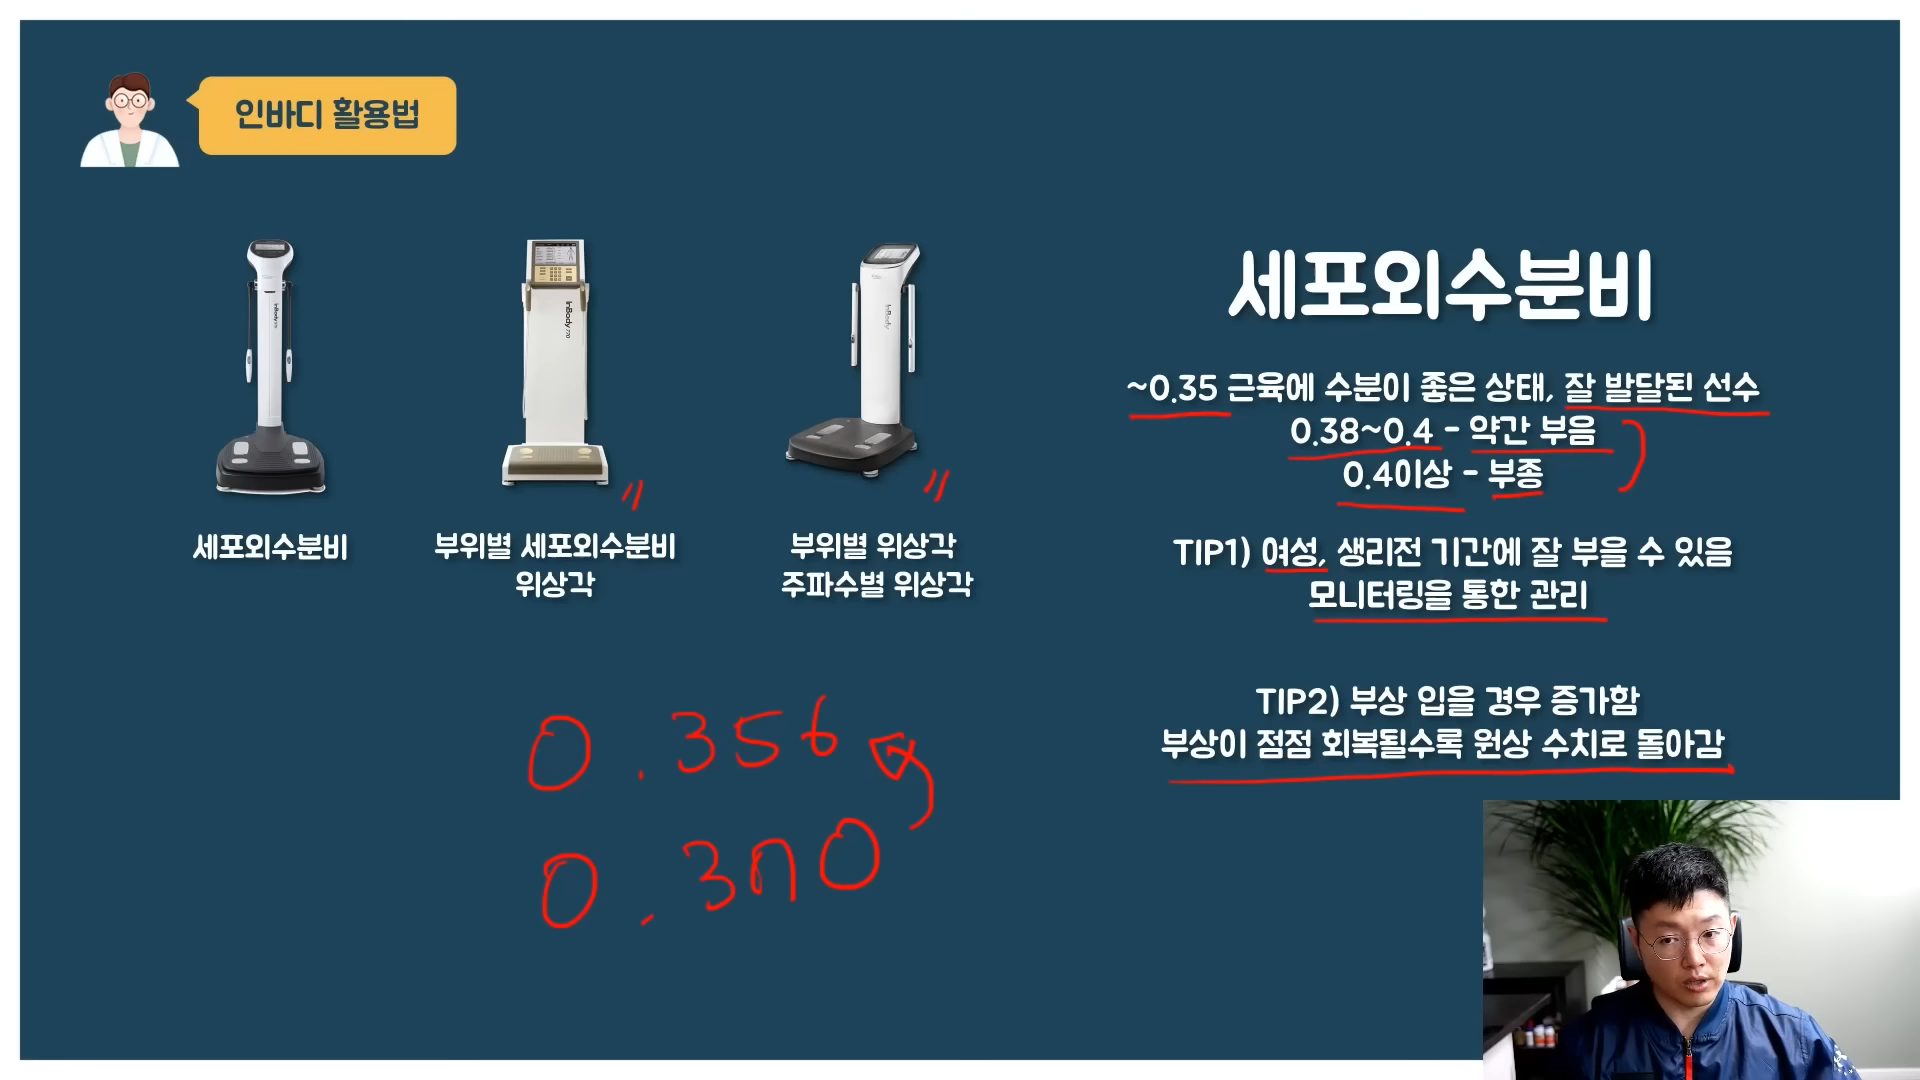 인바디 활용법
InBody 770
InBody
세포외수분비
부위별 세포외수분비
위상각
부위별 위상각
주파수별 위상각
세포외수분비
~0.35 근육에 수분이 좋은 상태, 잘 발달된 선수
0.38~0.4 - 약간 부음
0.4이상 - 부종
TIP1) 여성, 생리전 기간에 잘 부을 수 있음
모니터링을 통한 관리
TIP2) 부상 입을 경우 증가함
부상이 점점 회복될수록 원상 수치로 돌아감
0.356
0.370